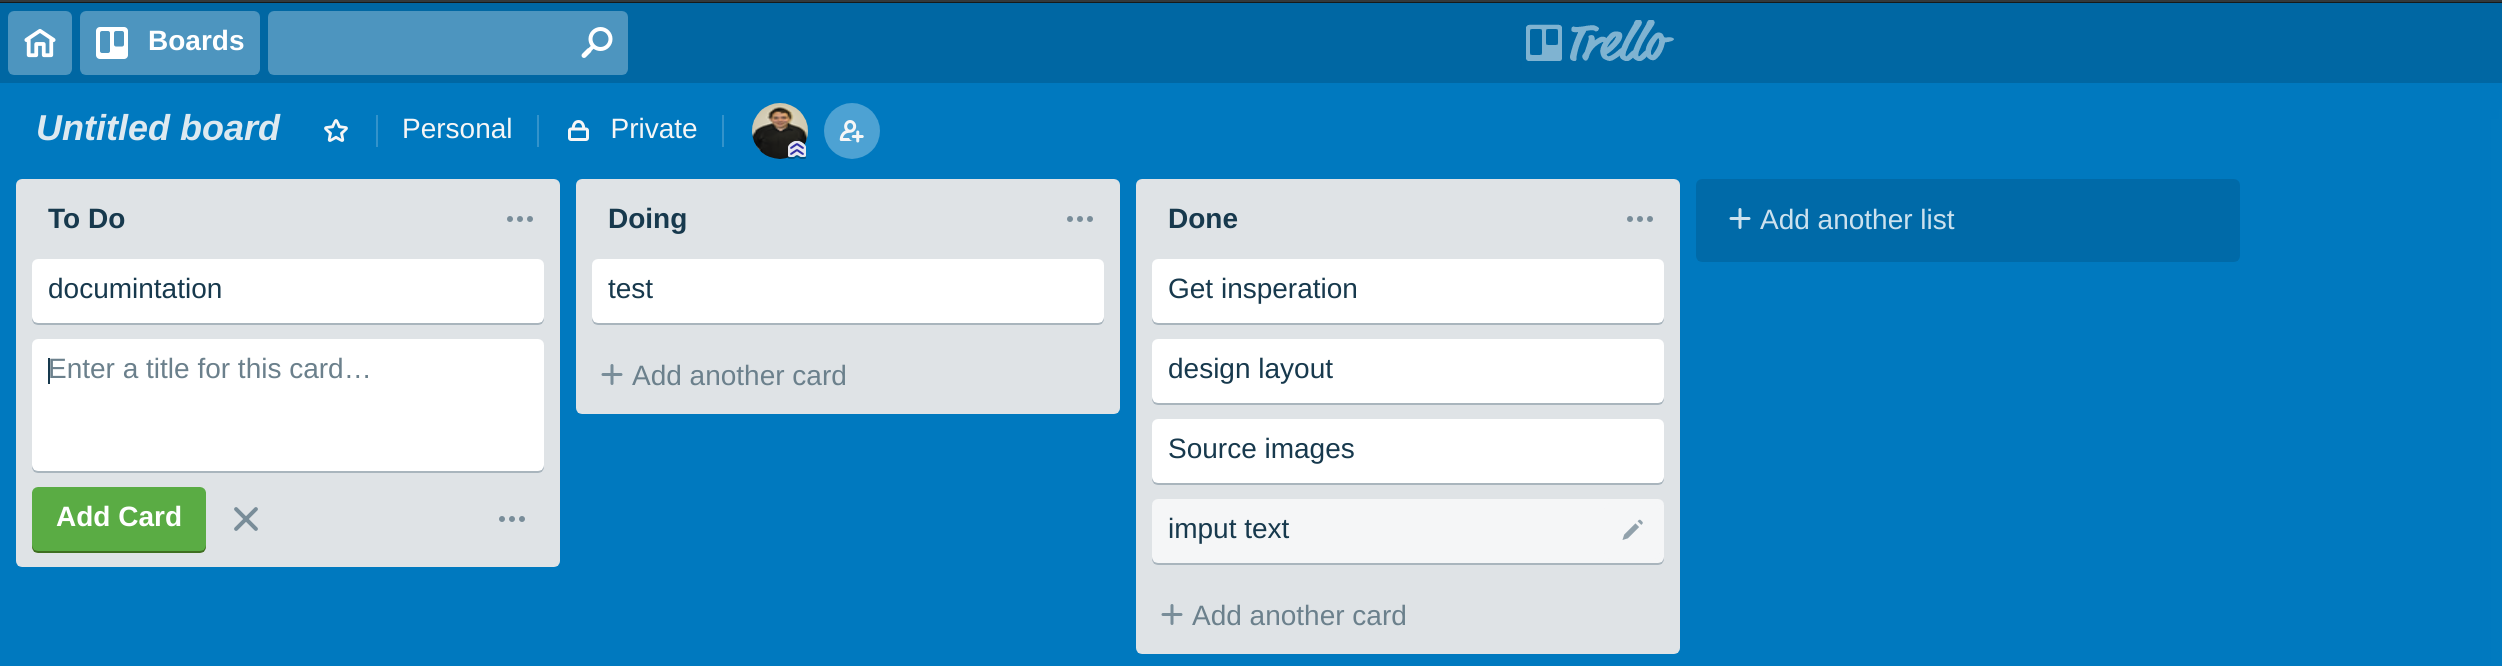 Boards
Trello
Untitled board
Personal
Private
To Do
documintation
Enter a title for this card…
Add Card
Doing
test
Add another card
Done
Get insperation
design layout
Source images
imput text
Add another card
Add another list